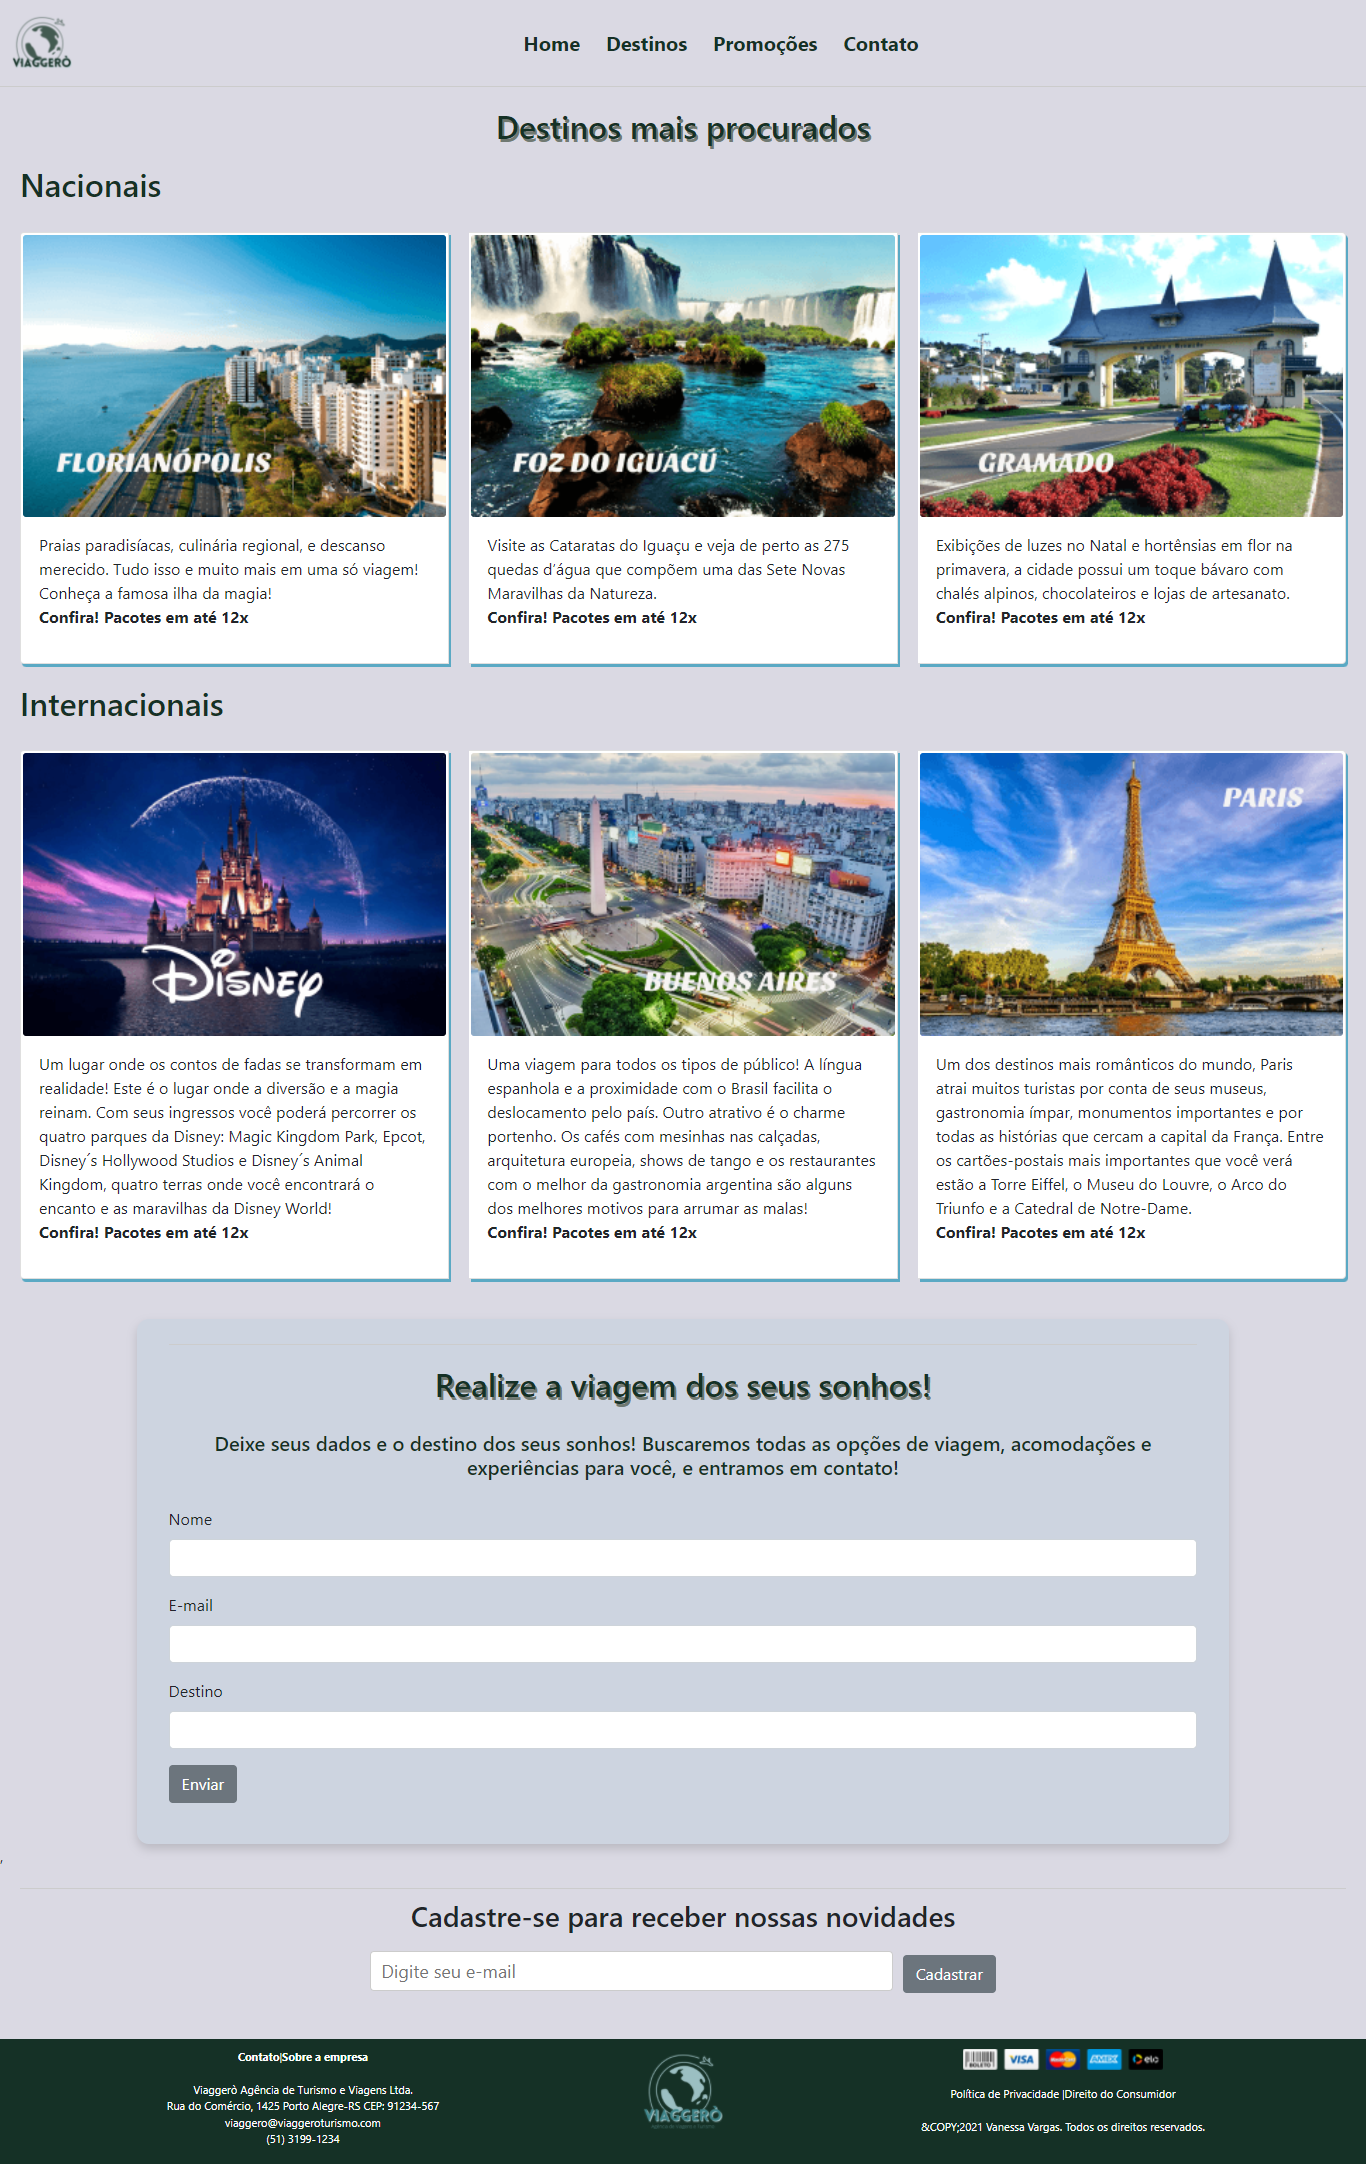 VIAGGERÒ
Home Destinos Promoções Contato
Destinos mais procurados
Nacionais
FLORIANÓPOLIS
FOZ DO IGUAÇÚ
GRAMADO
Praias paradisíacas, culinária regional, e descanso
merecido. Tudo isso e muito mais em uma só viagem!
Conheça a famosa ilha da magia!
Confira! Pacotes em até 12x
Visite as Cataratas do Iguaçu e veja de perto as 275
quedas d’água que compõem uma das Sete Novas
Maravilhas da Natureza.
Confira! Pacotes em até 12x
Exibições de luzes no Natal e hortênsias em flor na
primavera, a cidade possui um toque bávaro com
chalés alpinos, chocolateiros e lojas de artesanato.
Confira! Pacotes em até 12x
Internacionais
Disney
BUENOS AIRES
PARIS
Um lugar onde os contos de fadas se transformam em
realidade! Este é o lugar onde a diversão e a magia
reinam. Com seus ingressos você poderá percorrer os
quatro parques da Disney: Magic Kingdom Park, Epcot,
Disney´s Hollywood Studios e Disney´s Animal
Kingdom, quatro terras onde você encontrará o
encanto e as maravilhas da Disney World!
Confira! Pacotes em até 12x
Uma viagem para todos os tipos de público! A língua
espanhola e a proximidade com o Brasil facilita o
deslocamento pelo país. Outro atrativo é o charme
portenho. Os cafés com mesinhas nas calçadas,
arquitetura europeia, shows de tango e os restaurantes
com o melhor da gastronomia argentina são alguns
dos melhores motivos para arrumar as malas!
Confira! Pacotes em até 12x
Um dos destinos mais românticos do mundo, Paris
atrai muitos turistas por conta de seus museus,
gastronomia ímpar, monumentos importantes e por
todas as histórias que cercam a capital da França. Entre
os cartões-postais mais importantes que você verá
estão a Torre Eiffel, o Museu do Louvre, o Arco do
Triunfo e a Catedral de Notre-Dame.
Confira! Pacotes em até 12x
Realize a viagem dos seus sonhos!
Deixe seus dados e o destino dos seus sonhos! Buscaremos todas as opções de viagem, acomodações e
experiências para você, e entramos em contato!
Nome
E-mail
Destino
Enviar
,
Cadastre-se para receber nossas novidades
Digite seu e-mail Cadastrar
Contato|Sobre a empresa
Viaggerò Agência de Turismo e Viagens Ltda.
Rua do Comércio, 1425 Porto Alegre-RS CEP: 91234-567
viaggero@viaggeroturismo.com
(51) 3199-1234
VIAGGERÒ
BOLETO VISA MasterCard AMEX elo
Política de Privacidade |Direito do Consumidor
&COPY;2021 Vanessa Vargas. Todos os direitos reservados.